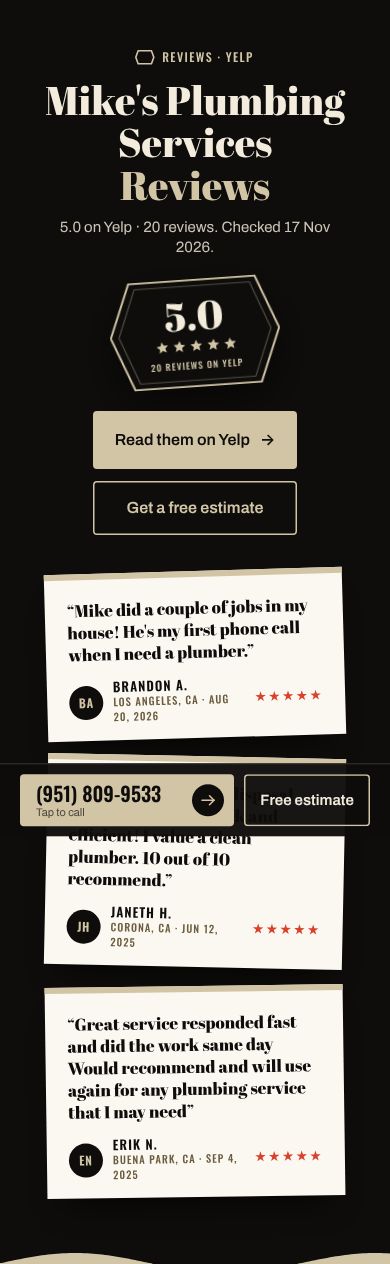 REVIEWS · YELP
Mike's Plumbing
Services
Reviews
5.0 on Yelp · 20 reviews. Checked 17 Nov
2026.
5.0
★★★★★
20 REVIEWS ON YELP
Read them on Yelp →
Get a free estimate
“Mike did a couple of jobs in my
house! He's my first phone call
when I need a plumber.”
BA
BRANDON A.
LOS ANGELES, CA · AUG
20, 2026
★★★★★
(951) 809-9533
Tap to call
→
Free estimate
efficient! I value a clean
plumber. 10 out of 10
recommend.”
JH
JANETH H.
CORONA, CA · JUN 12,
2025
★★★★★
“Great service responded fast
and did the work same day
Would recommend and will use
again for any plumbing service
that I may need”
EN
ERIK N.
BUENA PARK, CA · SEP 4,
2025
★★★★★